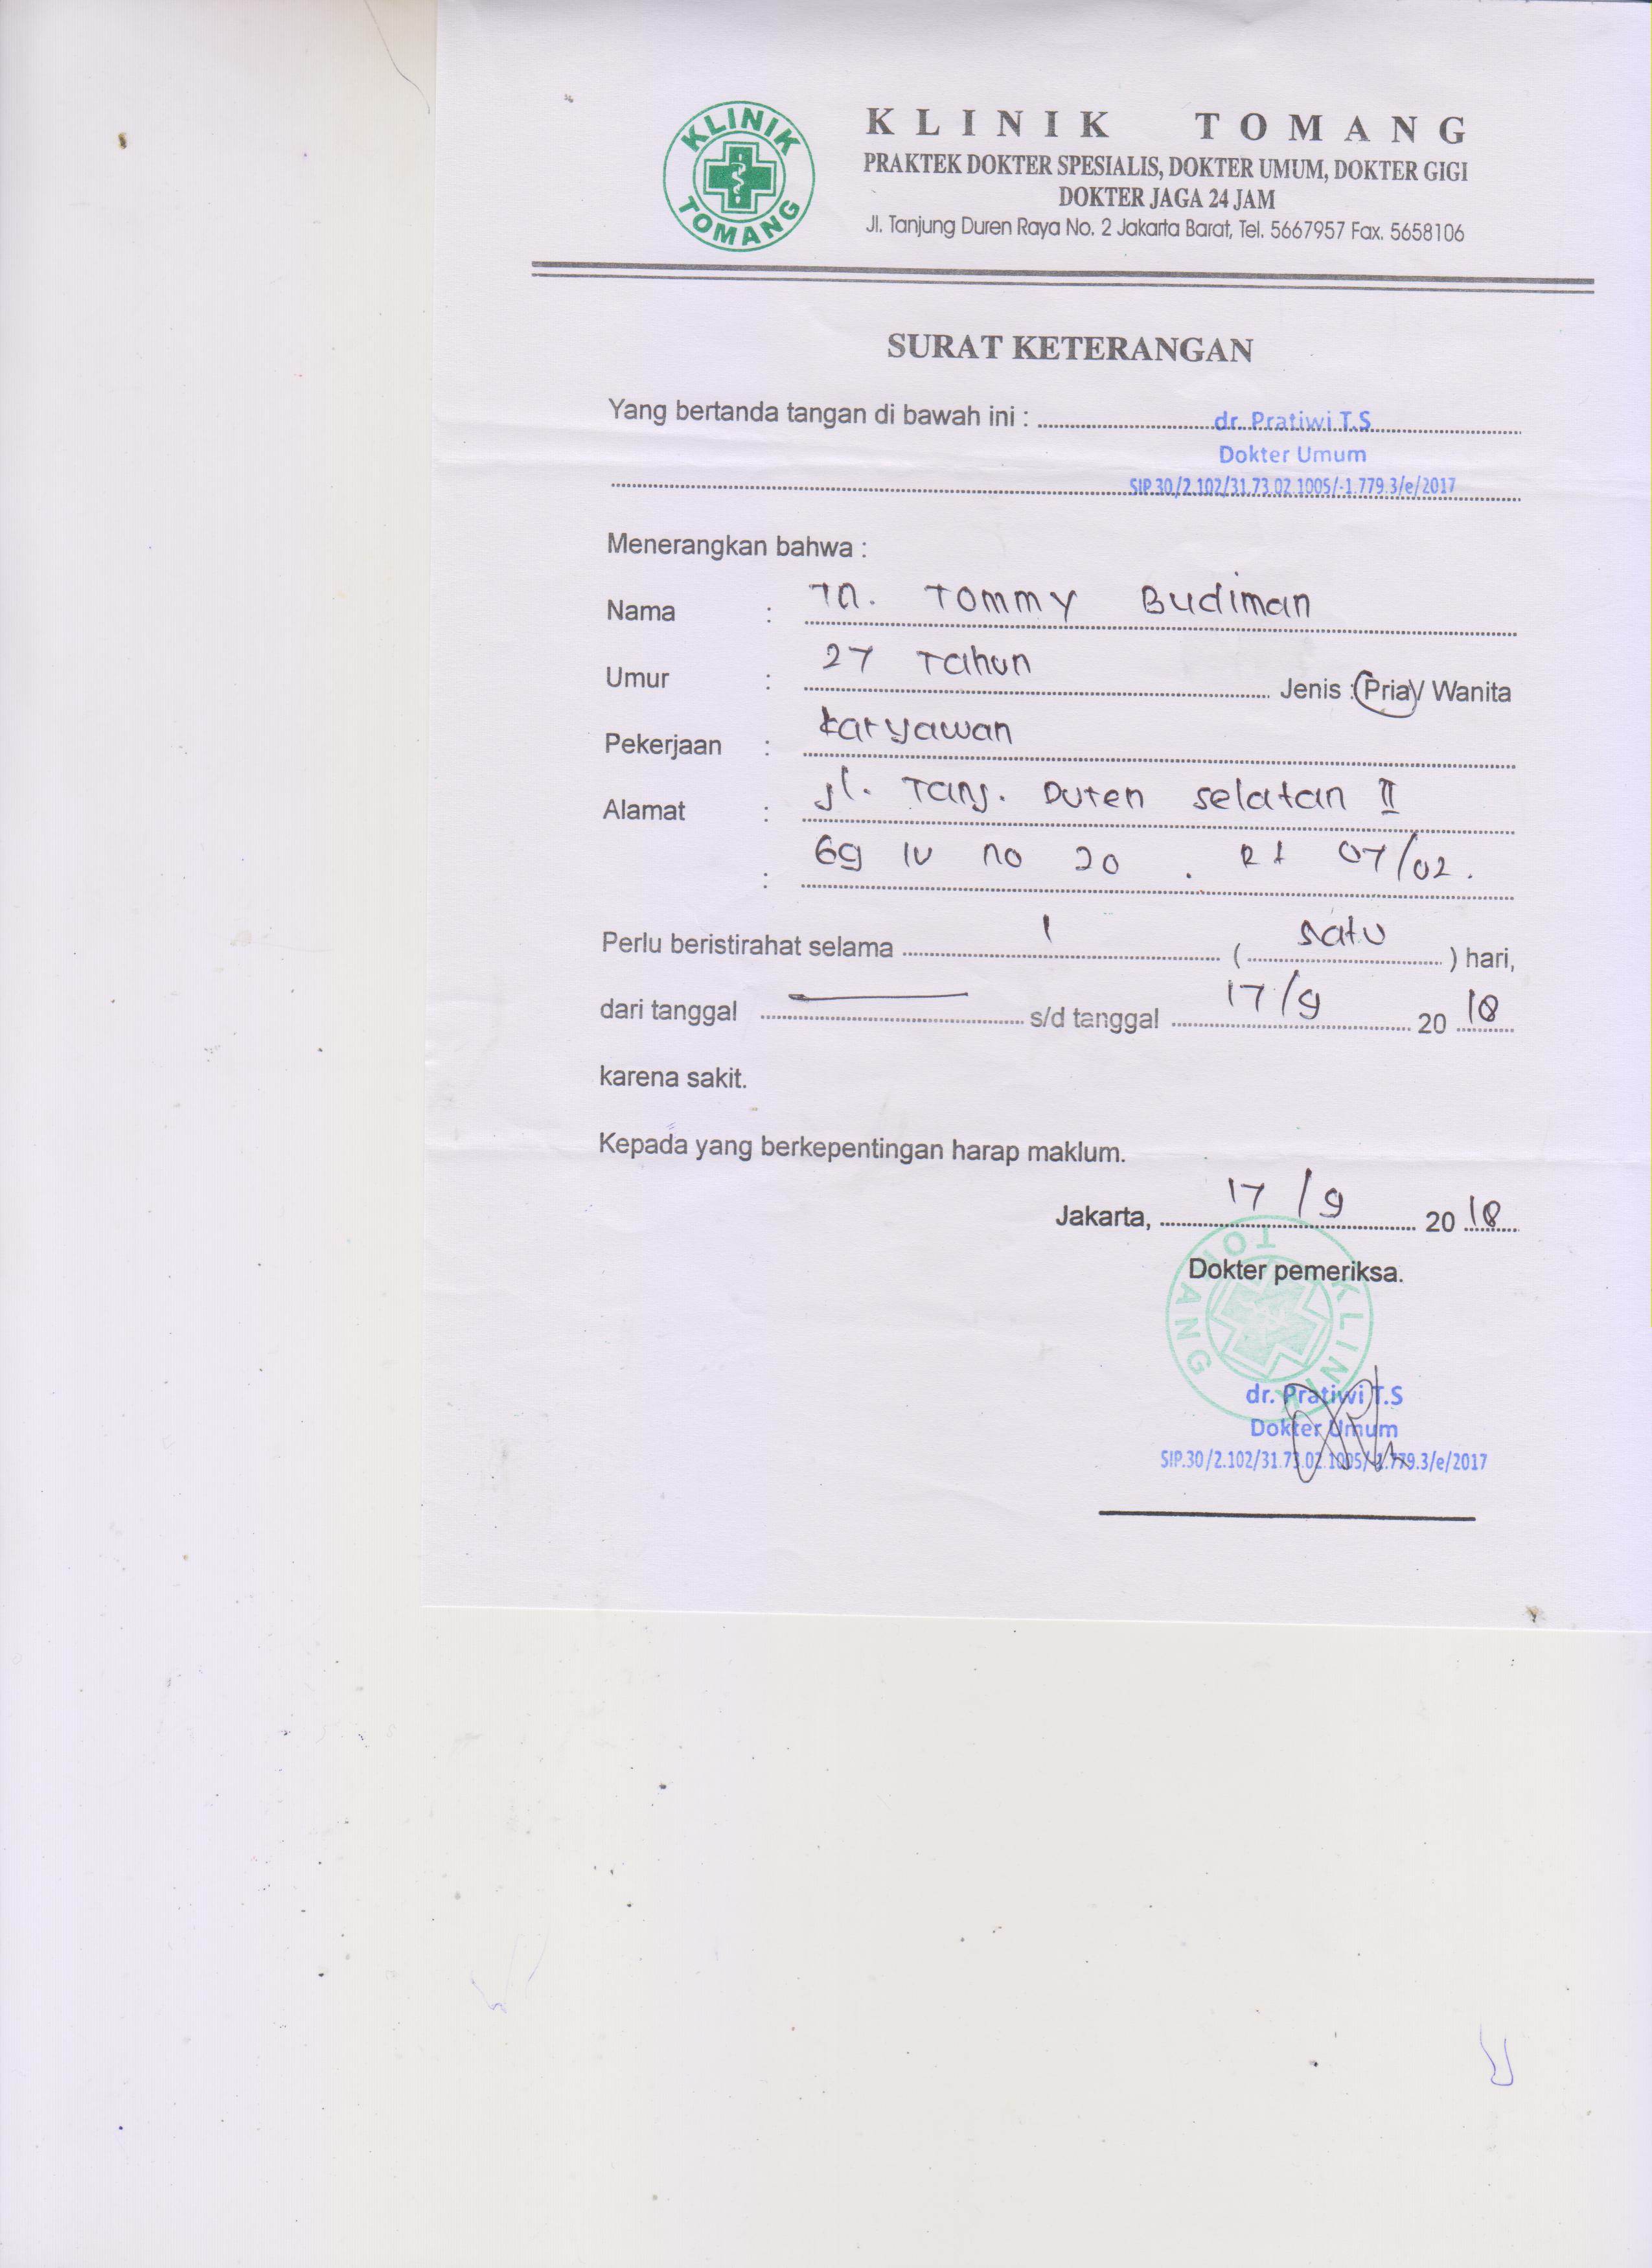 KLINIK TOMANG
KLINIK TOMANG
PRAKTEK DOKTER SPESIALIS, DOKTER UMUM, DOKTER GIGI
DOKTER JAGA 24 JAM
Jl. Tanjung Duren Raya No. 2 Jakarta Barat, Tel. 5667957 Fax. 5658106
SURAT KETERANGAN
Yang bertanda tangan di bawah ini : dr. Pratiwi T.S
Dokter Umum
SIP.30/2.102/31.73.02.1005/-1.779.3/e/2017
Menerangkan bahwa :
Nama : Tn. Tommy Budiman
Umur : 27 Tahun Jenis : Pria / Wanita
Pekerjaan : karyawan
Alamat : jl. Tanj. Duren selatan II
: Gg IV no 20 . Rt 07/02.
Perlu beristirahat selama 1 ( satu ) hari,
dari tanggal s/d tanggal 17/9 20 18
karena sakit.
Kepada yang berkepentingan harap maklum.
Jakarta, 17/9 20 18
Dokter pemeriksa.
KLINIK TOMANG
dr. Pratiwi T.S
Dokter Umum
SIP.30/2.102/31.73.02.1005/-1.779.3/e/2017